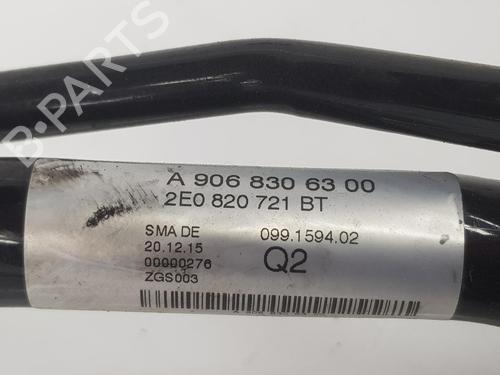 B-PARTS
A 906 830 63 00
2E0 820 721 BT
SMA DE 099.1594.02
20.12.15
00000276 Q2
ZGS003